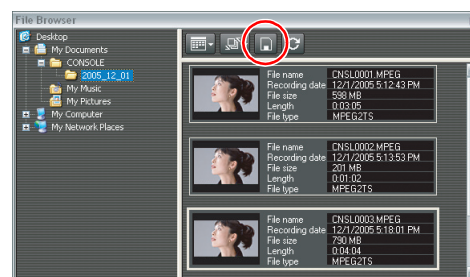 File Browser
Desktop
My Documents
CONSOLE
2005_12_01
My Music
My Pictures
My Computer
My Network Places
File name CNSL0001.MPEG
Recording date 12/1/2005 5:12:43 PM
File size 598 MB
Length 0:03:05
File type MPEG2TS
File name CNSL0002.MPEG
Recording date 12/1/2005 5:13:53 PM
File size 201 MB
Length 0:01:02
File type MPEG2TS
File name CNSL0003.MPEG
Recording date 12/1/2005 5:18:01 PM
File size 790 MB
Length 0:04:04
File type MPEG2TS